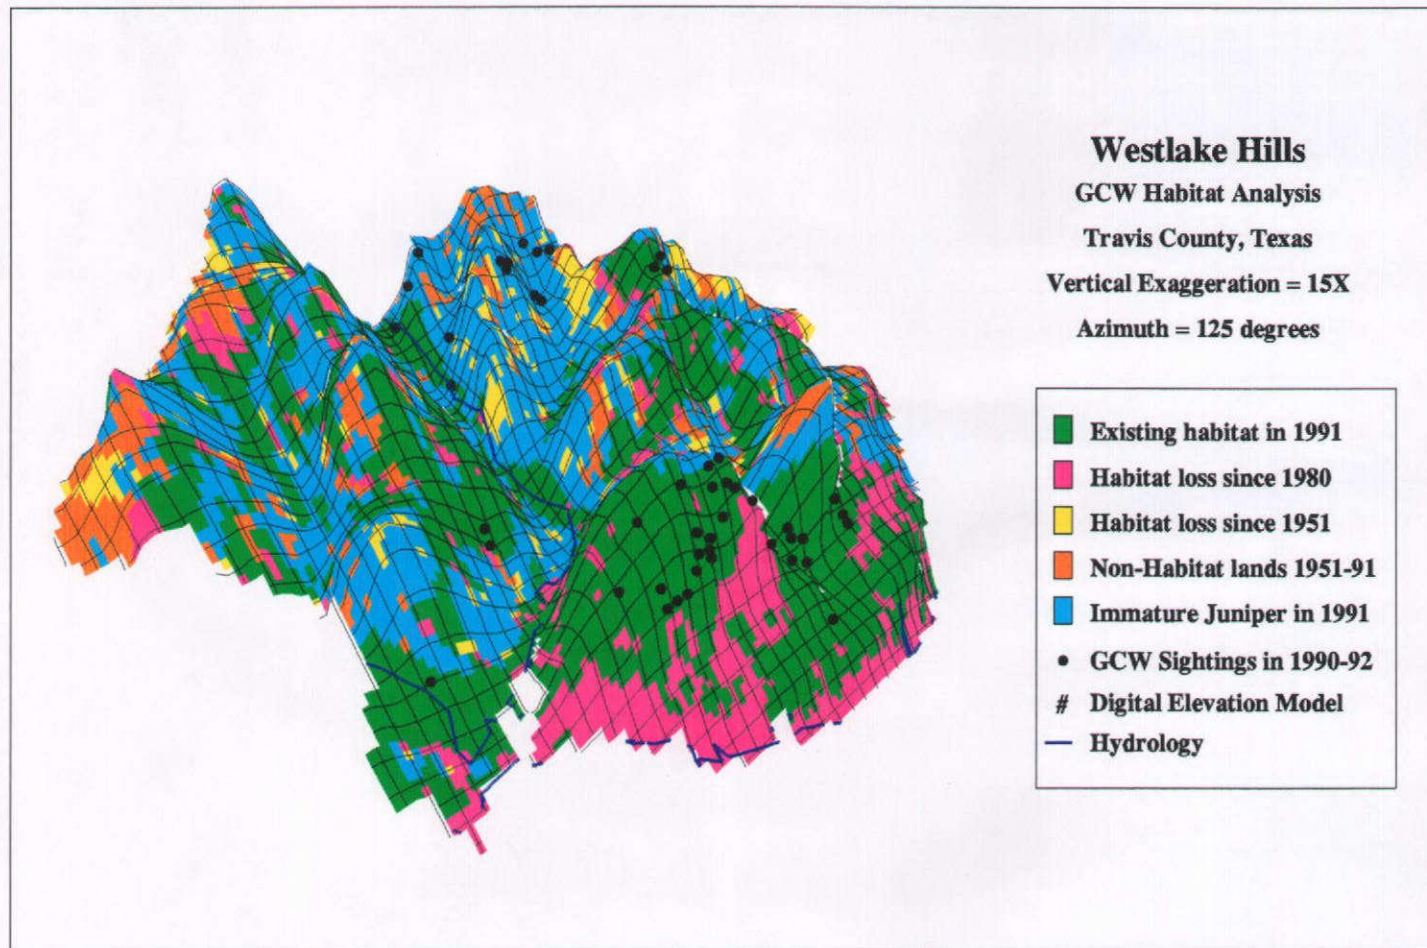 Westlake Hills
GCW Habitat Analysis
Travis County, Texas
Vertical Exaggeration = 15X
Azimuth = 125 degrees
Existing habitat in 1991
Habitat loss since 1980
Habitat loss since 1951
Non-Habitat lands 1951-91
Immature Juniper in 1991
GCW Sightings in 1990-92
# Digital Elevation Model
Hydrology